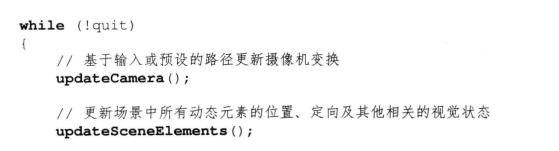 while (!quit)
{
// 基于输入或预设的路径更新摄像机变换
updateCamera();
// 更新场景中所有动态元素的位置、定向及其他相关的视觉状态
updateSceneElements();